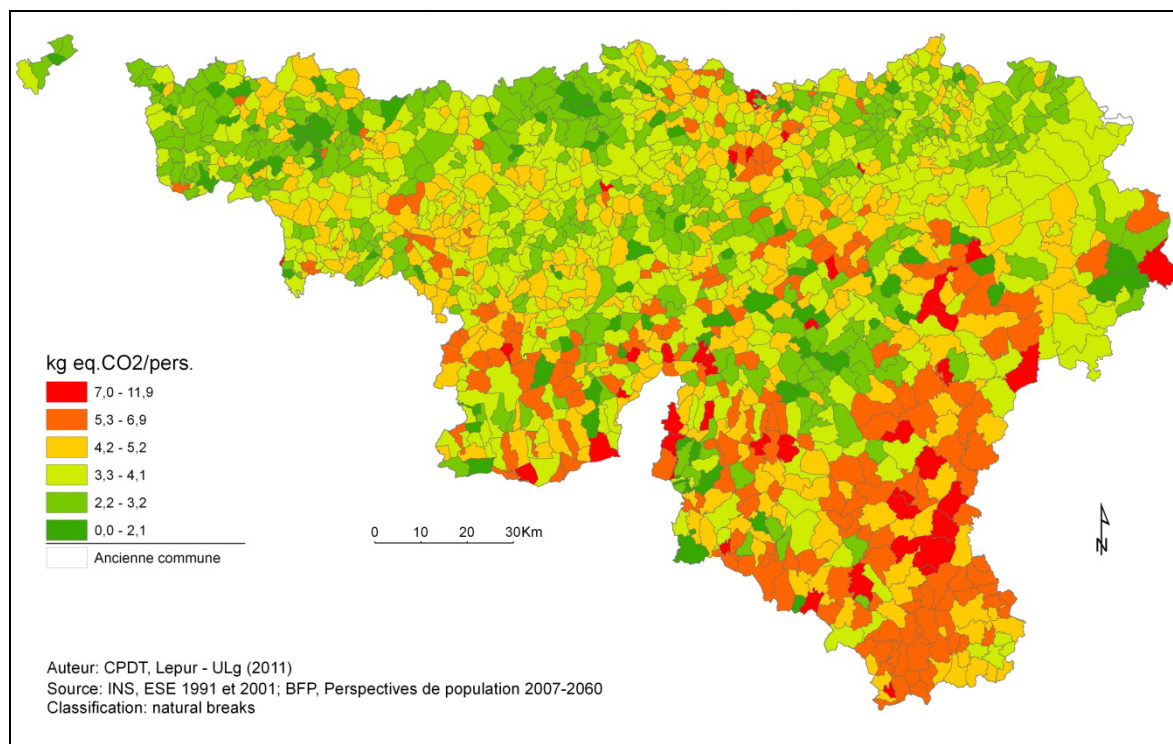 kg eq.CO2/pers.
7,0 - 11,9
5,3 - 6,9
4,2 - 5,2
3,3 - 4,1
2,2 - 3,2
0,0 - 2,1
Ancienne commune
0 10 20 30Km
N
Auteur: CPDT, Lepur - ULg (2011)
Source: INS, ESE 1991 et 2001; BFP, Perspectives de population 2007-2060
Classification: natural breaks